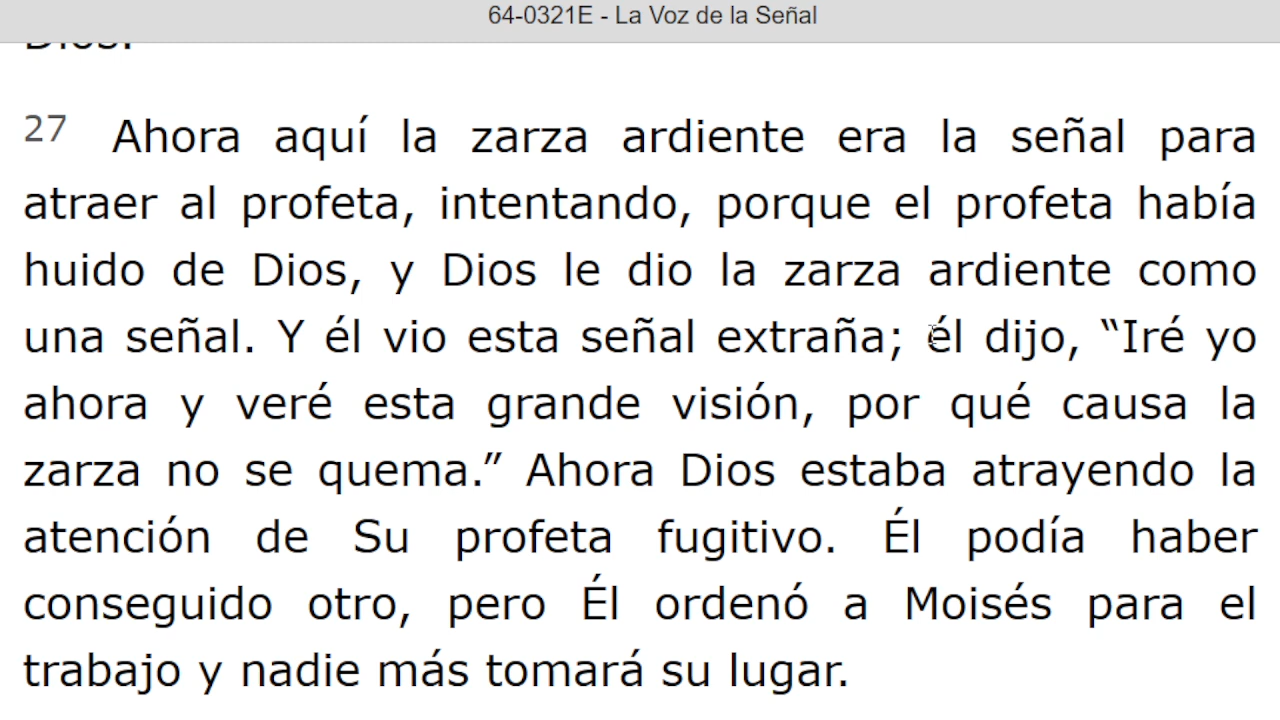 64-0321E - La Voz de la Señal
Dios.
27 Ahora aquí la zarza ardiente era la señal para
atraer al profeta, intentando, porque el profeta había
huido de Dios, y Dios le dio la zarza ardiente como
una señal. Y él vio esta señal extraña; él dijo, “Iré yo
ahora y veré esta grande visión, por qué causa la
zarza no se quema.” Ahora Dios estaba atrayendo la
atención de Su profeta fugitivo. Él podía haber
conseguido otro, pero Él ordenó a Moisés para el
trabajo y nadie más tomará su lugar.